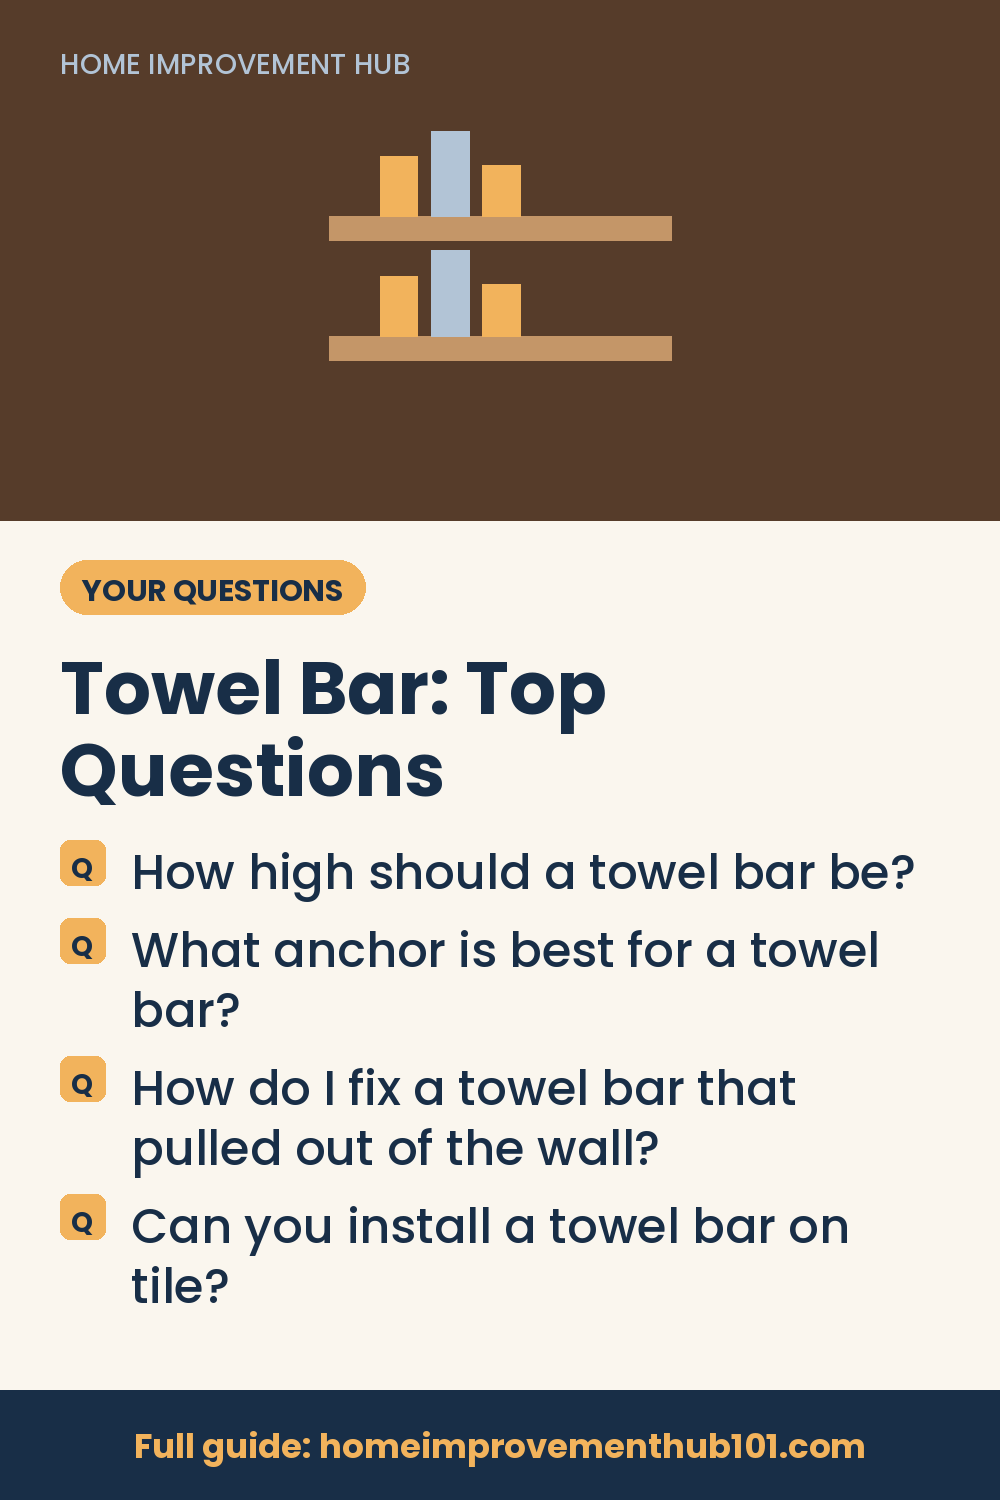 HOME IMPROVEMENT HUB
YOUR QUESTIONS
Towel Bar: Top
Questions
Q How high should a towel bar be?
Q What anchor is best for a towel
bar?
Q How do I fix a towel bar that
pulled out of the wall?
Q Can you install a towel bar on
tile?
Full guide: homeimprovementhub101.com